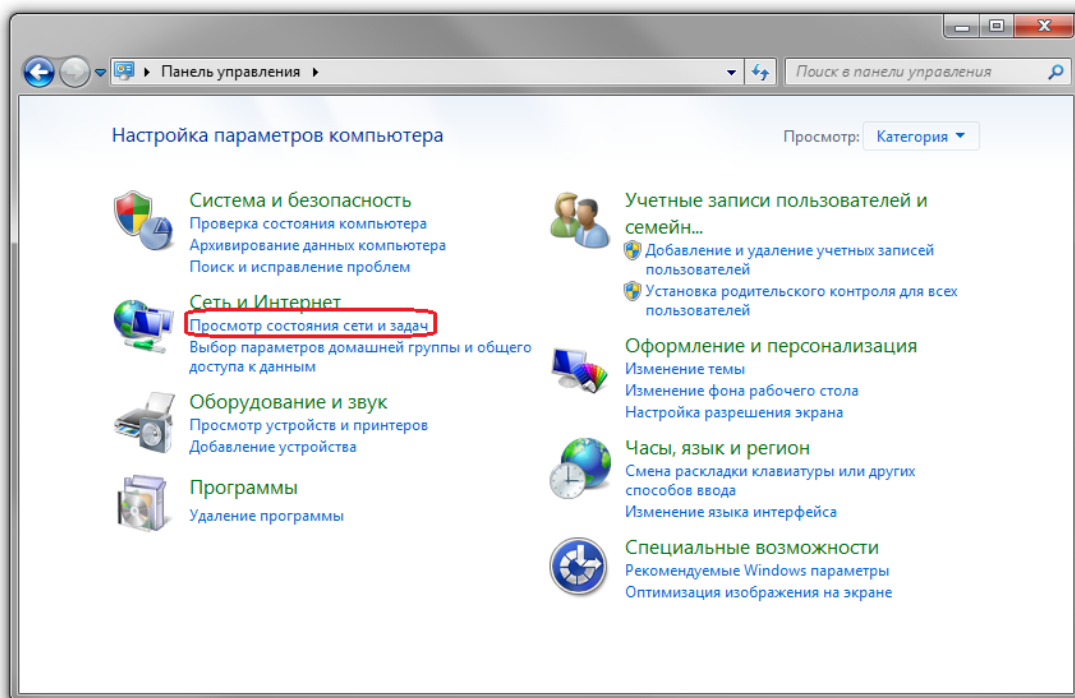 Панель управления
Поиск в панели управления
Настройка параметров компьютера
Просмотр: Категория
Система и безопасность
Проверка состояния компьютера
Архивирование данных компьютера
Поиск и исправление проблем
Сеть и Интернет
Просмотр состояния сети и задач
Выбор параметров домашней группы и общего
доступа к данным
Оборудование и звук
Просмотр устройств и принтеров
Добавление устройства
Программы
Удаление программы
Учетные записи пользователей и
семейн...
Добавление и удаление учетных записей
пользователей
Установка родительского контроля для всех
пользователей
Оформление и персонализация
Изменение темы
Изменение фона рабочего стола
Настройка разрешения экрана
Часы, язык и регион
Смена раскладки клавиатуры или других
способов ввода
Изменение языка интерфейса
Специальные возможности
Рекомендуемые Windows параметры
Оптимизация изображения на экране